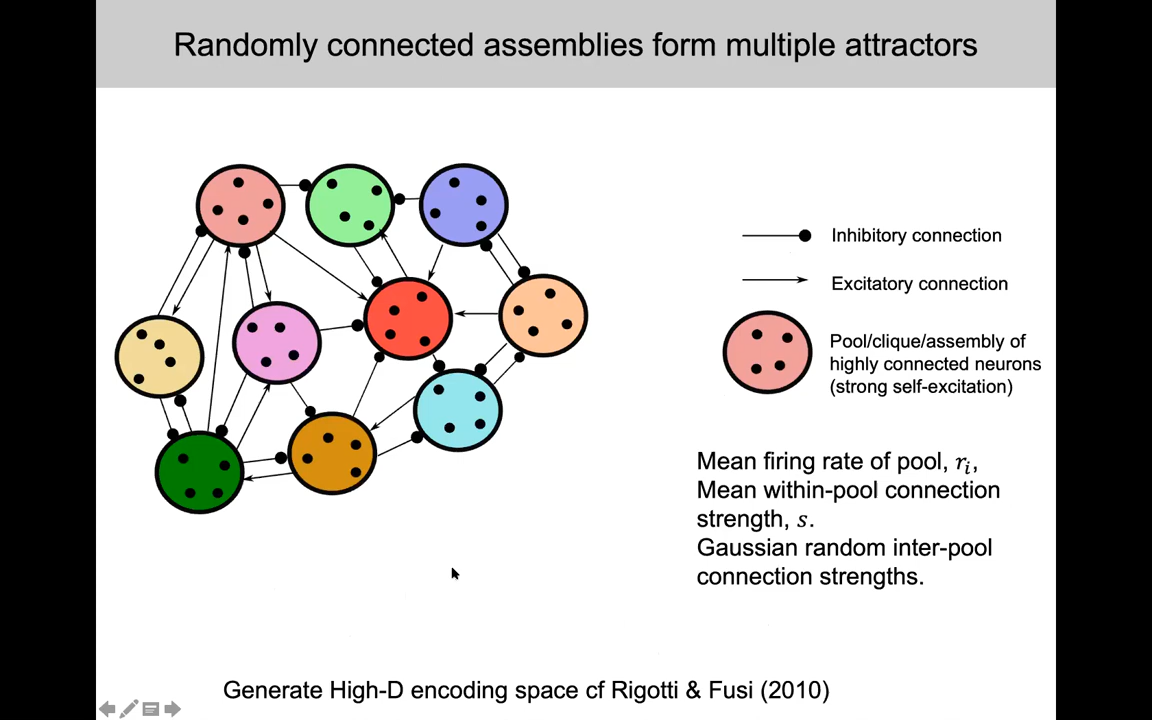 Randomly connected assemblies form multiple attractors
Inhibitory connection
Excitatory connection
Pool/clique/assembly of
highly connected neurons
(strong self-excitation)
Mean firing rate of pool, rᵢ,
Mean within-pool connection
strength, s.
Gaussian random inter-pool
connection strengths.
Generate High-D encoding space cf Rigotti & Fusi (2010)